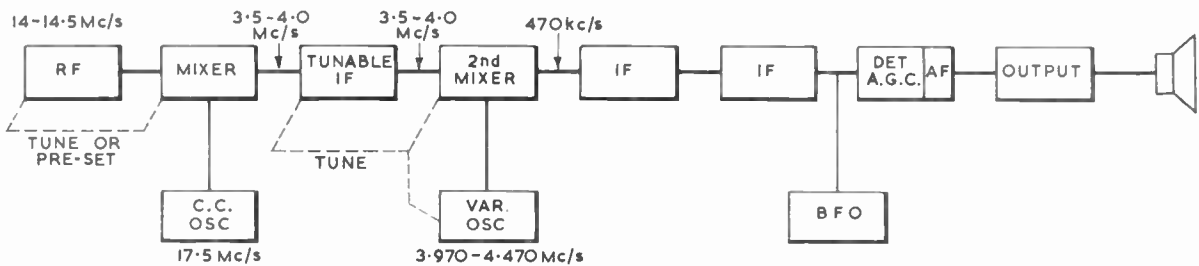 14-14·5 Mc/s
3·5-4·0
Mc/s
3·5-4·0
Mc/s
470 kc/s
RF
MIXER
TUNABLE
IF
2nd
MIXER
IF
IF
DET
A.G.C.
AF
OUTPUT
TUNE OR
PRE-SET
TUNE
C.C.
OSC
VAR.
OSC
BFO
17·5 Mc/s
3·970-4·470 Mc/s